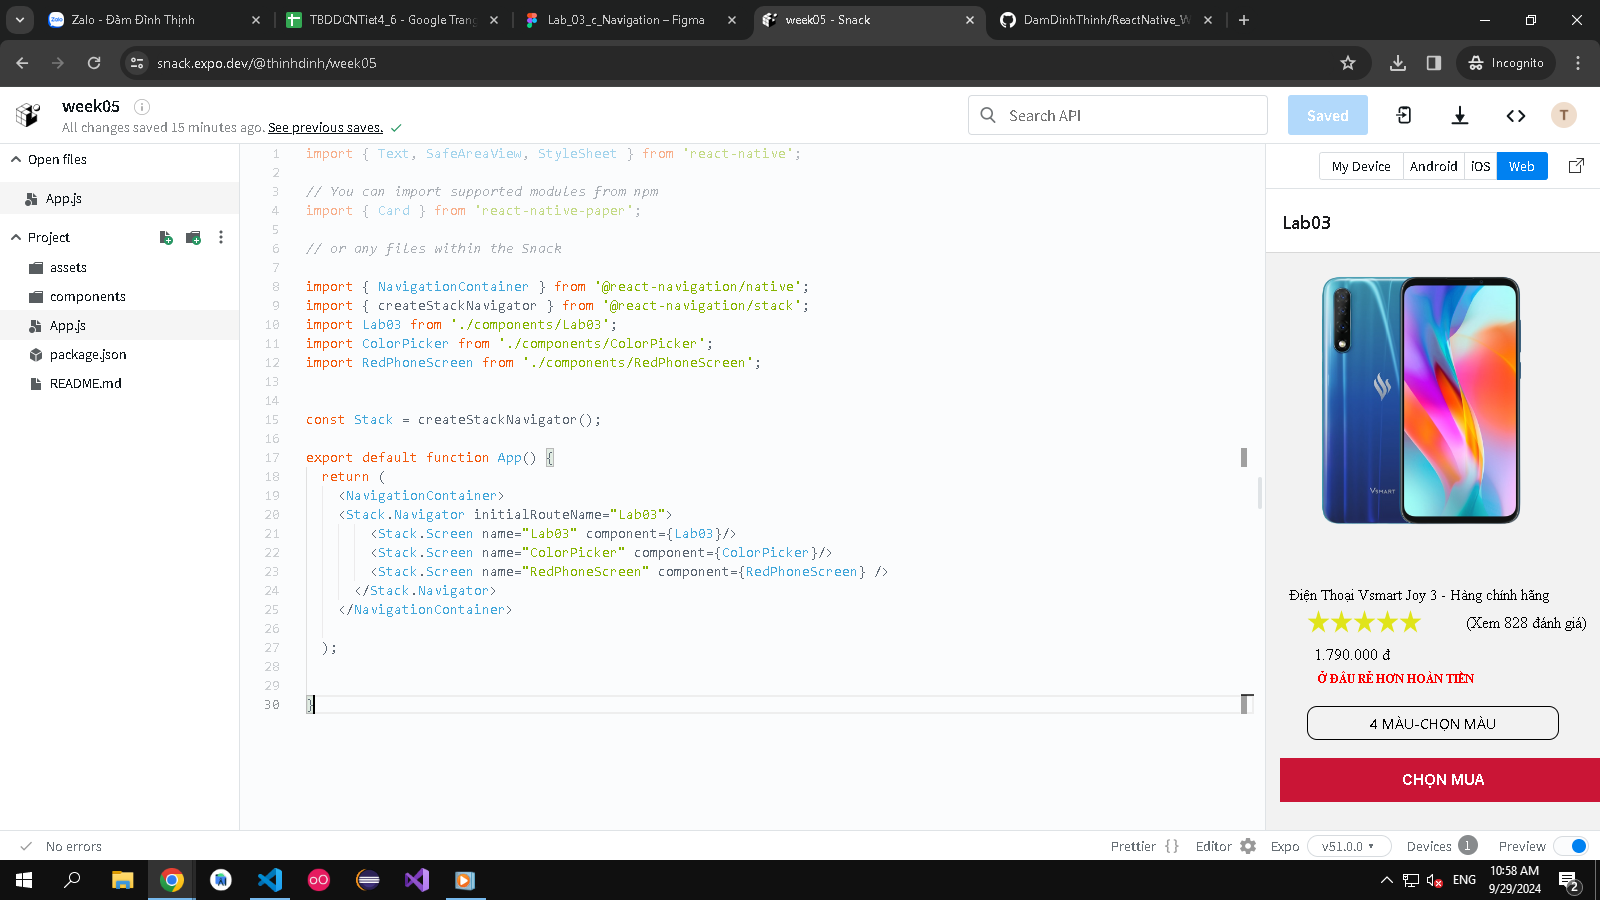 Zalo - Đàm Đình Thịnh
TBDDCNTiet4_6 - Google Trang
Lab_03_c_Navigation – Figma
week05 - Snack
DamDinhThinh/ReactNative_W
snack.expo.dev/@thinhdinh/week05
Incognito
week05
All changes saved 15 minutes ago. See previous saves.
Search API
Saved
T
Open files
App.js
Project
assets
components
App.js
package.json
README.md
1 import { Text, SafeAreaView, StyleSheet } from 'react-native';
2
3 // You can import supported modules from npm
4 import { Card } from 'react-native-paper';
5
6 // or any files within the Snack
7
8 import { NavigationContainer } from '@react-navigation/native';
9 import { createStackNavigator } from '@react-navigation/stack';
10 import Lab03 from './components/Lab03';
11 import ColorPicker from './components/ColorPicker';
12 import RedPhoneScreen from './components/RedPhoneScreen';
13
14
15 const Stack = createStackNavigator();
16
17 export default function App() {
18 return (
19 <NavigationContainer>
20 <Stack.Navigator initialRouteName="Lab03">
21 <Stack.Screen name="Lab03" component={Lab03}/>
22 <Stack.Screen name="ColorPicker" component={ColorPicker}/>
23 <Stack.Screen name="RedPhoneScreen" component={RedPhoneScreen} />
24 </Stack.Navigator>
25 </NavigationContainer>
26
27 );
28
29
30 }
My Device
Android
iOS
Web
Lab03
VSMART
Điện Thoại Vsmart Joy 3 - Hàng chính hãng
(Xem 828 đánh giá)
1.790.000 đ
Ở ĐÂU RẺ HƠN HOÀN TIỀN
4 MÀU-CHỌN MÀU
CHỌN MUA
No errors
Prettier { }
Editor
Expo
v51.0.0
Devices 1
Preview
ENG
10:58 AM
9/29/2024
2